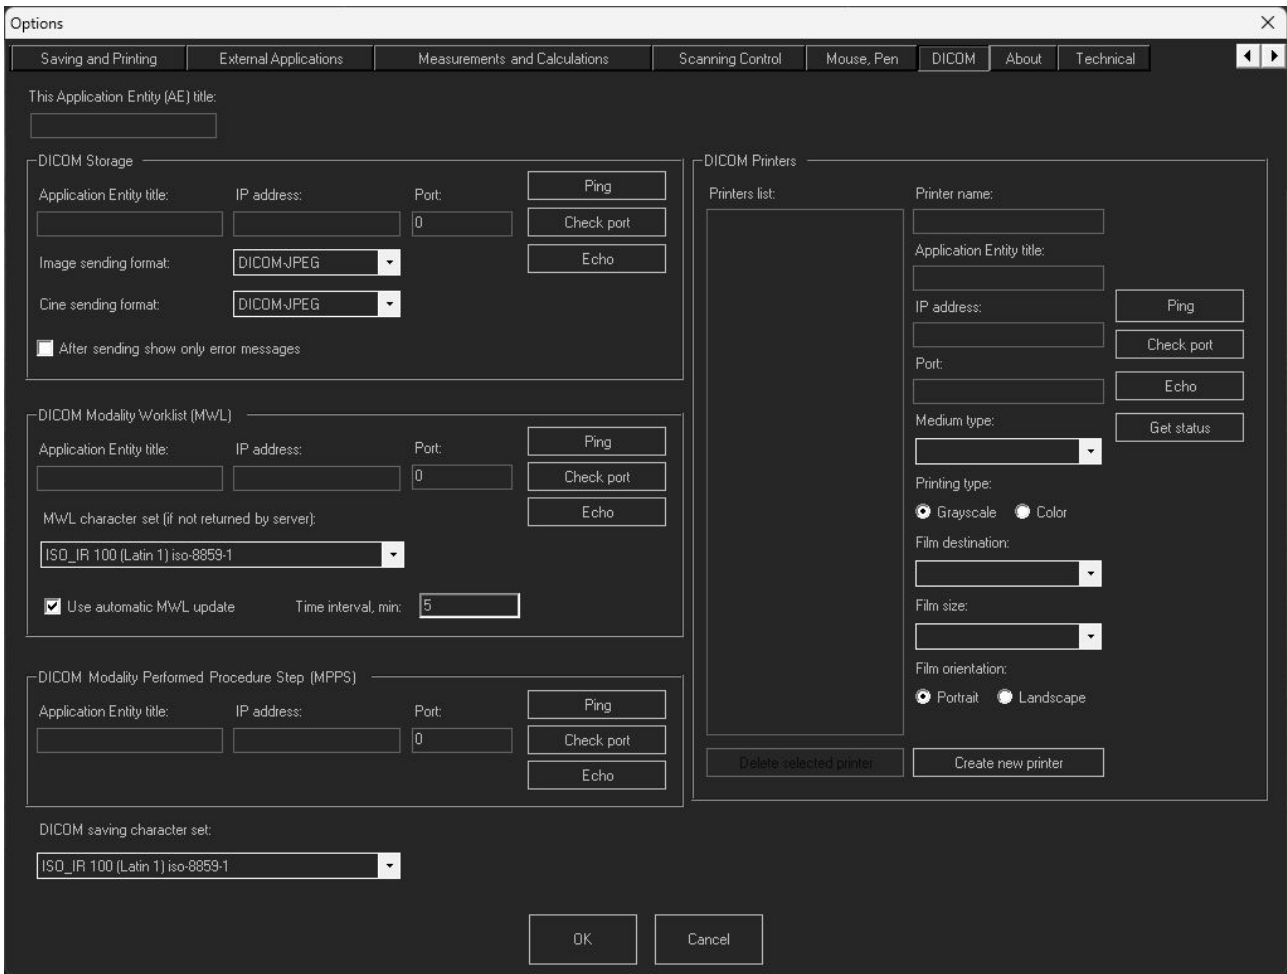 Options
Saving and Printing
External Applications
Measurements and Calculations
Scanning Control
Mouse, Pen
DICOM
About
Technical
This Application Entity (AE) title:
DICOM Storage
Application Entity title:
IP address:
Port:
0
Ping
Check port
Echo
Image sending format:
DICOM-JPEG
Cine sending format:
DICOM-JPEG
After sending show only error messages
DICOM Modality Worklist (MWL)
Application Entity title:
IP address:
Port:
0
Ping
Check port
Echo
MWL character set (if not returned by server):
ISO_IR 100 (Latin 1) iso-8859-1
Use automatic MWL update
Time interval, min:
5
DICOM Modality Performed Procedure Step (MPPS)
Application Entity title:
IP address:
Port:
0
Ping
Check port
Echo
DICOM saving character set:
ISO_IR 100 (Latin 1) iso-8859-1
DICOM Printers
Printers list:
Delete selected printer
Printer name:
Application Entity title:
IP address:
Port:
Ping
Check port
Echo
Get status
Medium type:
Printing type:
Grayscale
Color
Film destination:
Film size:
Film orientation:
Portrait
Landscape
Create new printer
OK
Cancel